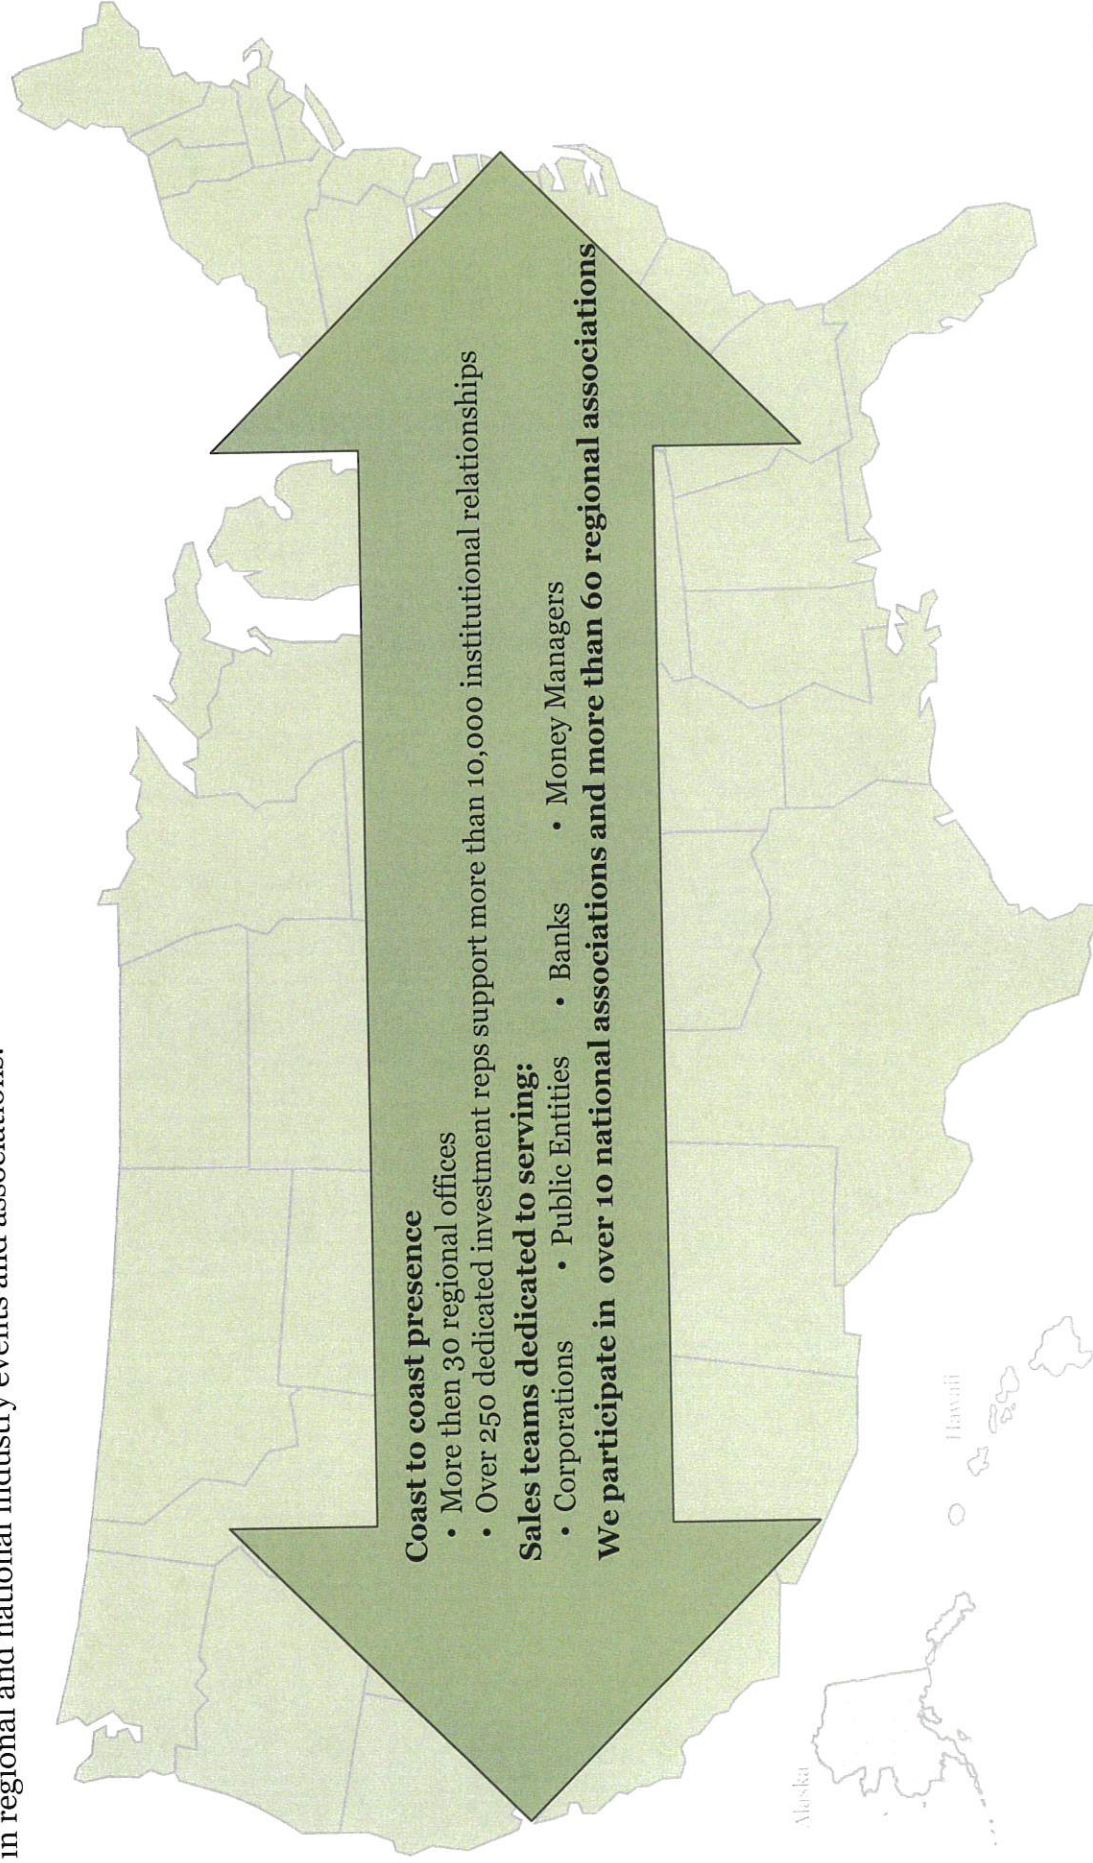 in regional and national industry events and associations.
Coast to coast presence
• More then 30 regional offices
• Over 250 dedicated investment reps support more than 10,000 institutional relationships
Sales teams dedicated to serving:
• Corporations • Public Entities • Banks • Money Managers
We participate in over 10 national associations and more than 60 regional associations
Alaska
Hawaii